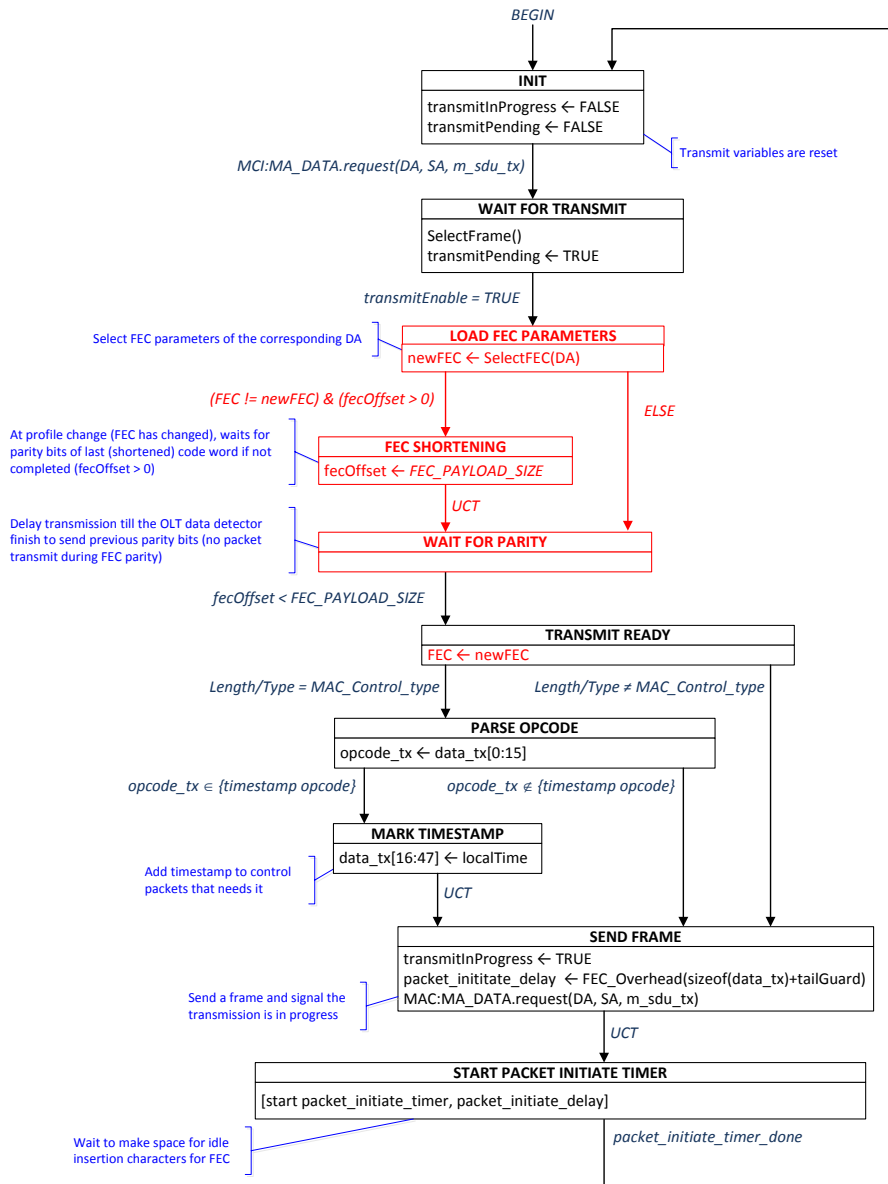 BEGIN
INIT
transmitInProgress ← FALSE
transmitPending ← FALSE
Transmit variables are reset
MCI:MA_DATA.request(DA, SA, m_sdu_tx)
WAIT FOR TRANSMIT
SelectFrame()
transmitPending ← TRUE
transmitEnable = TRUE
Select FEC parameters of the corresponding DA
LOAD FEC PARAMETERS
newFEC ← SelectFEC(DA)
(FEC != newFEC) & (fecOffset > 0)
ELSE
At profile change (FEC has changed), waits for
parity bits of last (shortened) code word if not
completed (fecOffset > 0)
FEC SHORTENING
fecOffset ← FEC_PAYLOAD_SIZE
UCT
Delay transmission till the OLT data detector
finish to send previous parity bits (no packet
transmit during FEC parity)
WAIT FOR PARITY
fecOffset < FEC_PAYLOAD_SIZE
TRANSMIT READY
FEC ← newFEC
Length/Type = MAC_Control_type
Length/Type ≠ MAC_Control_type
PARSE OPCODE
opcode_tx ← data_tx[0:15]
opcode_tx ∈ {timestamp opcode}
opcode_tx ∉ {timestamp opcode}
MARK TIMESTAMP
data_tx[16:47] ← localTime
Add timestamp to control
packets that needs it
UCT
SEND FRAME
transmitInProgress ← TRUE
packet_inititate_delay ← FEC_Overhead(sizeof(data_tx)+tailGuard)
MAC:MA_DATA.request(DA, SA, m_sdu_tx)
Send a frame and signal the
transmission is in progress
UCT
START PACKET INITIATE TIMER
[start packet_initiate_timer, packet_initiate_delay]
Wait to make space for idle
insertion characters for FEC
packet_initiate_timer_done